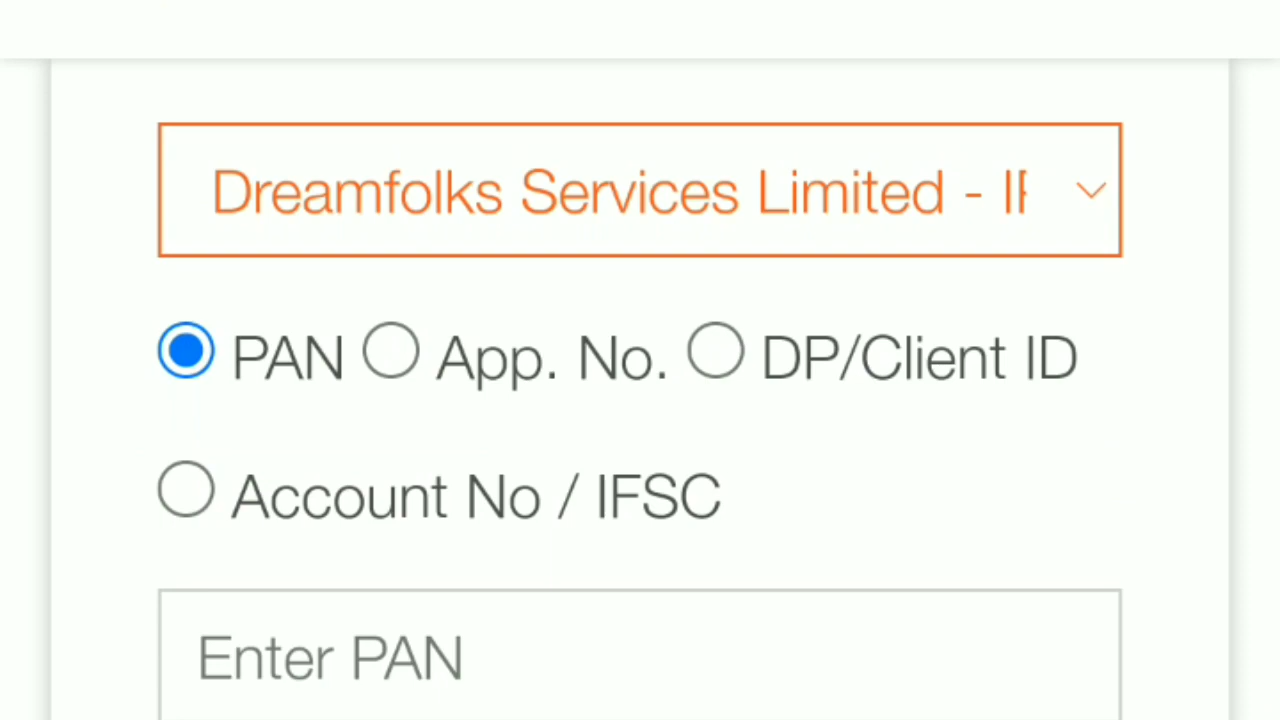 Dreamfolks Services Limited - 
PAN App. No. DP/Client ID
Account No / IFSC
Enter PAN